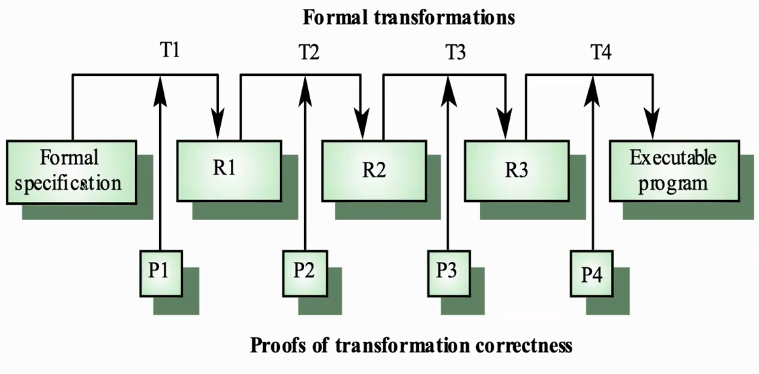 Formal transformations
T1 T2 T3 T4
Formal
specification
R1
R2
R3
Executable
program
P1 P2 P3 P4
Proofs of transformation correctness